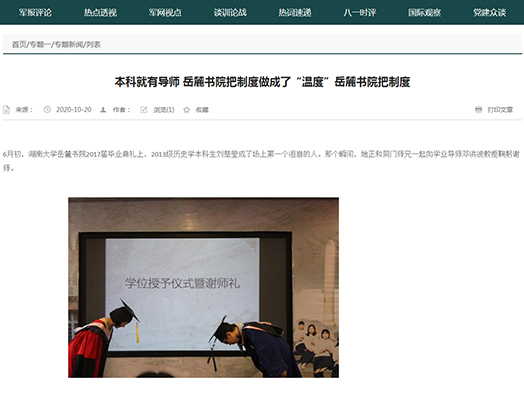 军报评论 热点透视 军网视点 谈训论战 热词速递 八一时评 国际观察 党建众谈
首页/专题一/专题新闻/列表
本科就有导师 岳麓书院把制度做成了“温度”岳麓书院把制度
来源： 2020-10-20 作者： 浏览(1) 收藏 打印文章
6月初，湖南大学岳麓书院2017届毕业典礼上，2013级历史学本科生刘楚莹成了场上第一个泪崩的人。那个瞬间，她正和同门师兄一起向学业导师邓洪波教授鞠躬谢
师。
学位授予仪式暨谢师礼